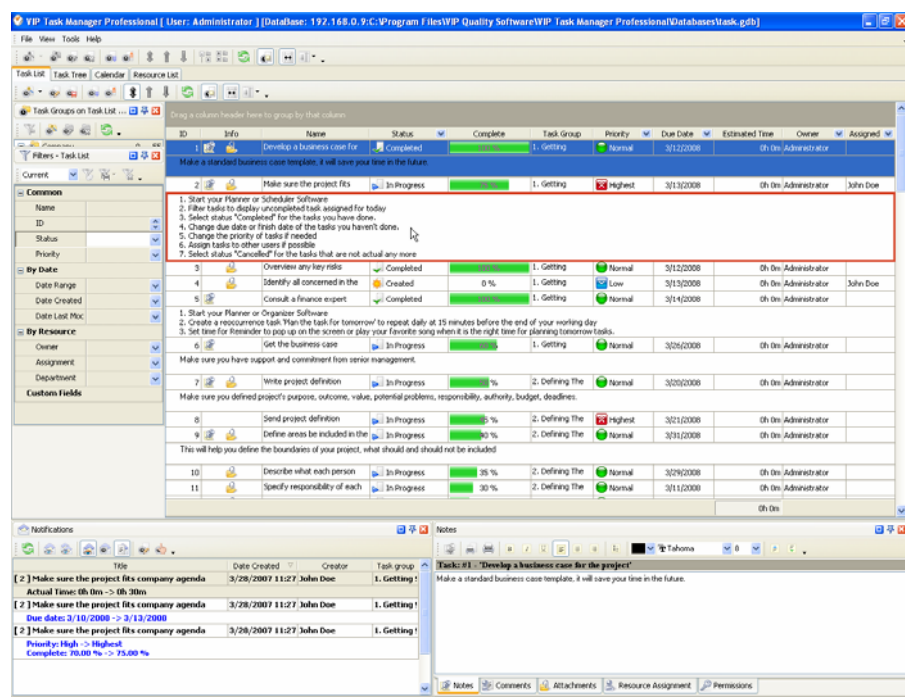 VIP Task Manager Professional [ User: Administrator ] [DataBase: 192.168.0.9:C:\Program Files\VIP Quality Software\VIP Task Manager Professional\Databases\task.gdb]
File View Tools Help
Task List Task Tree Calendar Resource List
Task Groups on Task List ...
Drag a column header here to group by that column
ID Info Name Status Complete Task Group Priority Due Date Estimated Time Owner Assigned
1 Develop a business case for Completed 100 % 1. Getting Normal 3/12/2008 0h 0m Administrator
Make a standard business case template, it will save your time in the future.
2 Make sure the project fits In Progress 75 % 1. Getting Highest 3/13/2008 0h 0m Administrator John Doe
1. Start your Planner or Scheduler Software
2. Filter tasks to display uncompleted task assigned for today
3. Select status "Completed" for the tasks you have done.
4. Change due date or finish date of the tasks you haven't done.
5. Change the priority of tasks if needed
6. Assign tasks to other users if possible
7. Select status "Cancelled" for the tasks that are not actual any more
3 Overview any key risks Completed 100 % 1. Getting Normal 3/12/2008 0h 0m Administrator
4 Identify all concerned in the Created 0 % 1. Getting Low 3/13/2008 0h 0m Administrator John Doe
5 Consult a finance expert Completed 100 % 1. Getting Normal 3/14/2008 0h 0m Administrator
1. Start your Planner or Organizer Software
2. Create a reoccurrence task 'Plan the task for tomorrow' to repeat daily at 15 minutes before the end of your working day
3. Set time for Reminder to pop up on the screen or play your favorite song when it is the right time for planning tomorrow tasks.
6 Get the business case In Progress 1. Getting Normal 3/26/2008 0h 0m Administrator
Make sure you have support and commitment from senior management.
7 Write project definition In Progress 2. Defining The Normal 3/20/2008 0h 0m Administrator
Make sure you defined project's purpose, outcome, value, potential problems, responsibility, authority, budget, deadlines.
8 Send project definition In Progress 2. Defining The Highest 3/21/2008 0h 0m Administrator
9 Define areas be included in the In Progress 2. Defining The Normal 3/31/2008 0h 0m Administrator
This will help you define the boundaries of your project, what should and should not be included
10 Describe what each person In Progress 35 % 2. Defining The Normal 3/29/2008 0h 0m Administrator
11 Specify responsibility of each In Progress 30 % 2. Defining The Normal 3/11/2008 0h 0m Administrator
0h 0m
Filters - Task List
Current
Common
Name
ID
Status
Priority
By Date
Date Range
Date Created
Date Last Moc
By Resource
Owner
Assignment
Department
Custom Fields
Notifications
Title Date Created Creator Task group
[ 2 ] Make sure the project fits company agenda 3/28/2007 11:27 John Doe 1. Getting
Actual Time: 0h 0m -> 0h 30m
[ 2 ] Make sure the project fits company agenda 3/28/2007 11:27 John Doe 1. Getting
Due date: 3/10/2008 -> 3/13/2008
[ 2 ] Make sure the project fits company agenda 3/28/2007 11:27 John Doe 1. Getting
Priority: High -> Highest
Complete: 70.00 % -> 75.00 %
Notes
Tahoma 8
Task: #1 - 'Develop a business case for the project'
Make a standard business case template, it will save your time in the future.
Notes Comments Attachments Resource Assignment Permissions